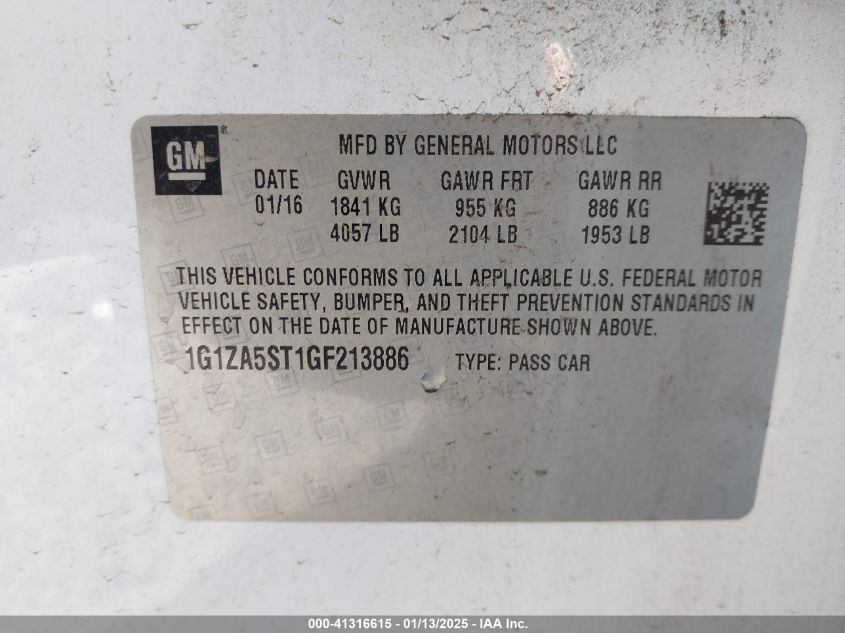 GM ®
MFD BY GENERAL MOTORS LLC
DATE GVWR GAWR FRT GAWR RR
01/16 1841 KG 955 KG 886 KG
4057 LB 2104 LB 1953 LB
THIS VEHICLE CONFORMS TO ALL APPLICABLE U.S. FEDERAL MOTOR
VEHICLE SAFETY, BUMPER, AND THEFT PREVENTION STANDARDS IN
EFFECT ON THE DATE OF MANUFACTURE SHOWN ABOVE.
1G1ZA5ST1GF213886 TYPE: PASS CAR
000-41316615 - 01/13/2025 - IAA Inc.